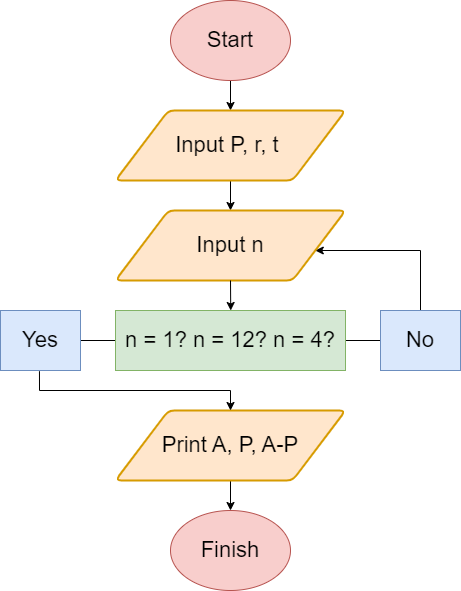 Start
Input P, r, t
Input n
Yes
n = 1? n = 12? n = 4?
No
Print A, P, A-P
Finish